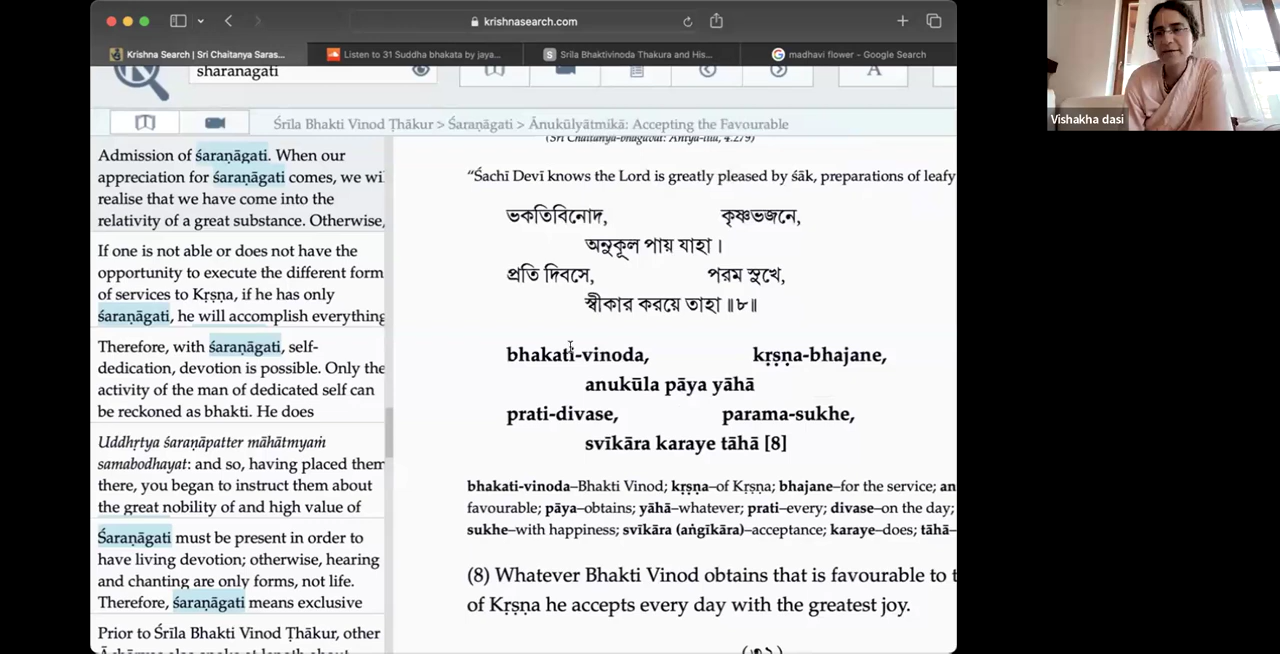 krishnasearch.com
Krishna Search | Sri Chaitanya Saras...
Listen to 31 Suddha bhakata by jaya...
S Srila Bhaktivinoda Thakura and His...
madhavi flower - Google Search
sharanagati
A
Śrīla Bhakti Vinod Ṭhākur > Śaraṇāgati > Ānukūlyātmikā: Accepting the Favourable
Admission of śaraṇāgati. When our
appreciation for śaraṇāgati comes, we wil
realise that we have come into the
relativity of a great substance. Otherwise,
If one is not able or does not have the
opportunity to execute the different form
of services to Kṛṣṇa, if he has only
śaraṇāgati, he will accomplish everything
Therefore, with śaraṇāgati, self-
dedication, devotion is possible. Only the
activity of the man of dedicated self can
be reckoned as bhakti. He does
Uddhṛtya śaraṇāpatter māhātmyaṁ
samabodhayat: and so, having placed them
there, you began to instruct them about
the great nobility of and high value of
Śaraṇāgati must be present in order to
have living devotion; otherwise, hearing
and chanting are only forms, not life.
Therefore, śaraṇāgati means exclusive
Prior to Śrīla Bhakti Vinod Ṭhākur, other
(Śrī Chaitanya-bhāgavat: Antya-līlā, 4.279)
“Śachī Devī knows the Lord is greatly pleased by śāk, preparations of leafy
ভকতিবিনোদ, কৃষ্ণভজনে,
অনুকূল পায় যাহা ।
প্রতি দিবসে, পরম সুখে,
স্বীকার করয়ে তাহা ॥৮॥
bhakati-vinoda, kṛṣṇa-bhajane,
anukūla pāya yāhā
prati-divase, parama-sukhe,
svīkāra karaye tāhā [8]
bhakati-vinoda–Bhakti Vinod; kṛṣṇa–of Kṛṣṇa; bhajane–for the service; an
favourable; pāya–obtains; yāhā–whatever; prati–every; divase–on the day;
sukhe–with happiness; svīkāra (aṅgīkāra)–acceptance; karaye–does; tāhā–
(8) Whatever Bhakti Vinod obtains that is favourable to t
of Kṛṣṇa he accepts every day with the greatest joy.
Vishakha dasi